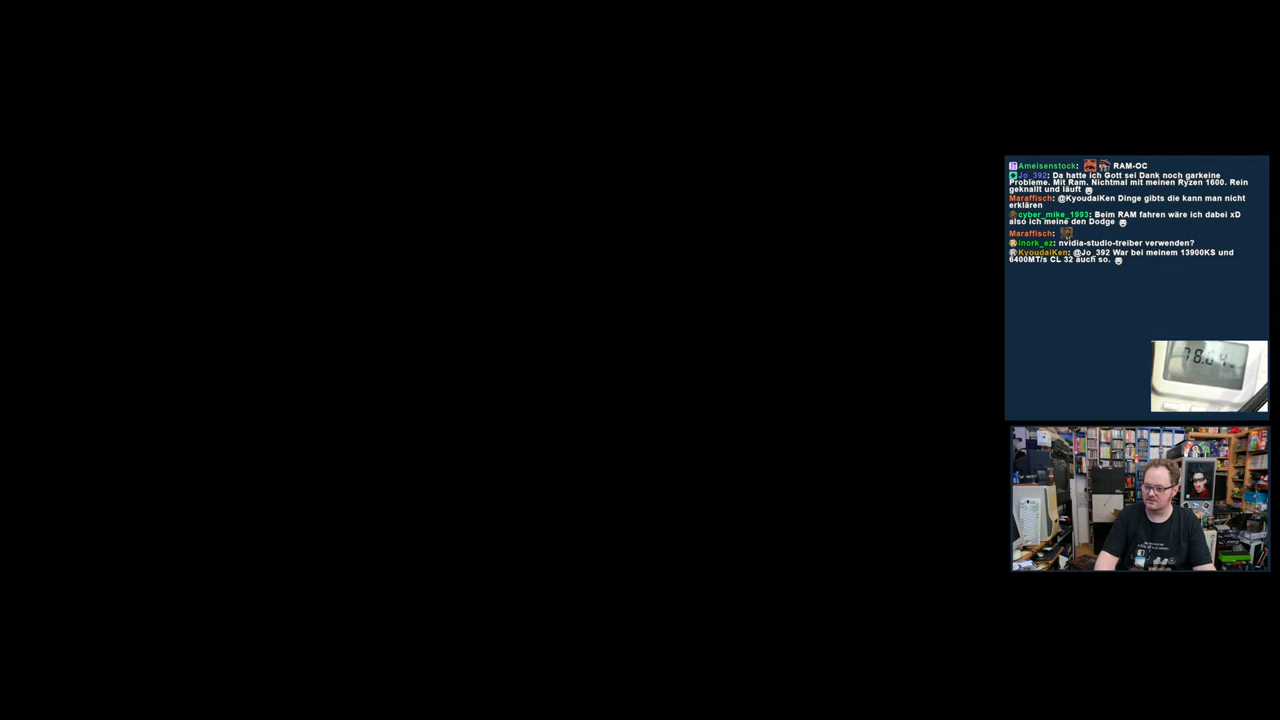 Ameisenstock: RAM-OC
Jo_392: Da hatte ich Gott sei Dank noch garkeine
Probleme. Mit Ram. Nichtmal mit meinen Ryzen 1600. Rein
geknallt und läuft
Maraffisch: @KyoudaiKen Dinge gibts die kann man nicht
erklären
cyber_mike_1993: Beim RAM fahren wäre ich dabei xD
also ich meine den Dodge
Maraffisch:
inork_ez: nvidia-studio-treiber verwenden?
KyoudaiKen: @Jo_392 War bei meinem 13900KS und
6400MT/s CL 32 auch so.
78.64